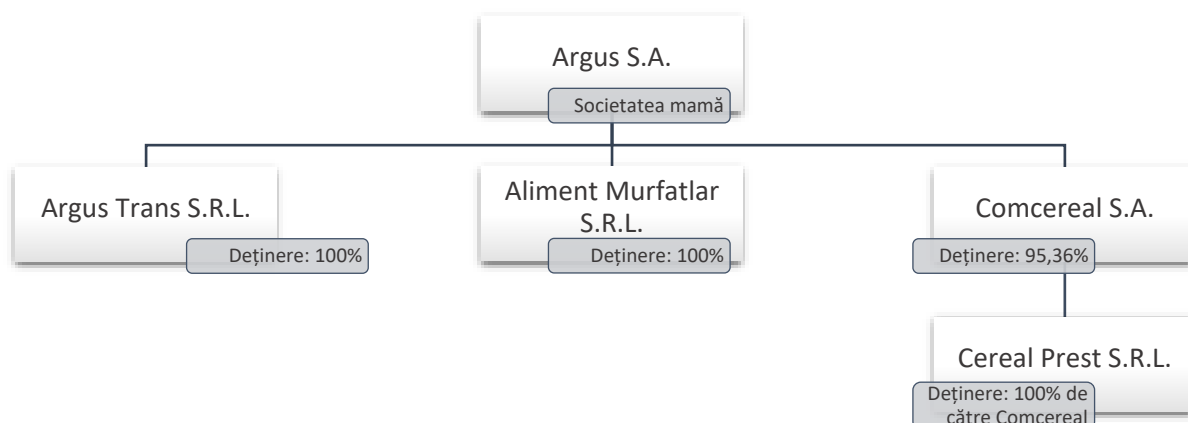 Argus S.A.
Societatea mamă
Argus Trans S.R.L.
Deținere: 100%
Aliment Murfatlar
S.R.L.
Deținere: 100%
Comcereal S.A.
Deținere: 95,36%
Cereal Prest S.R.L.
Deținere: 100% de
către Comcereal